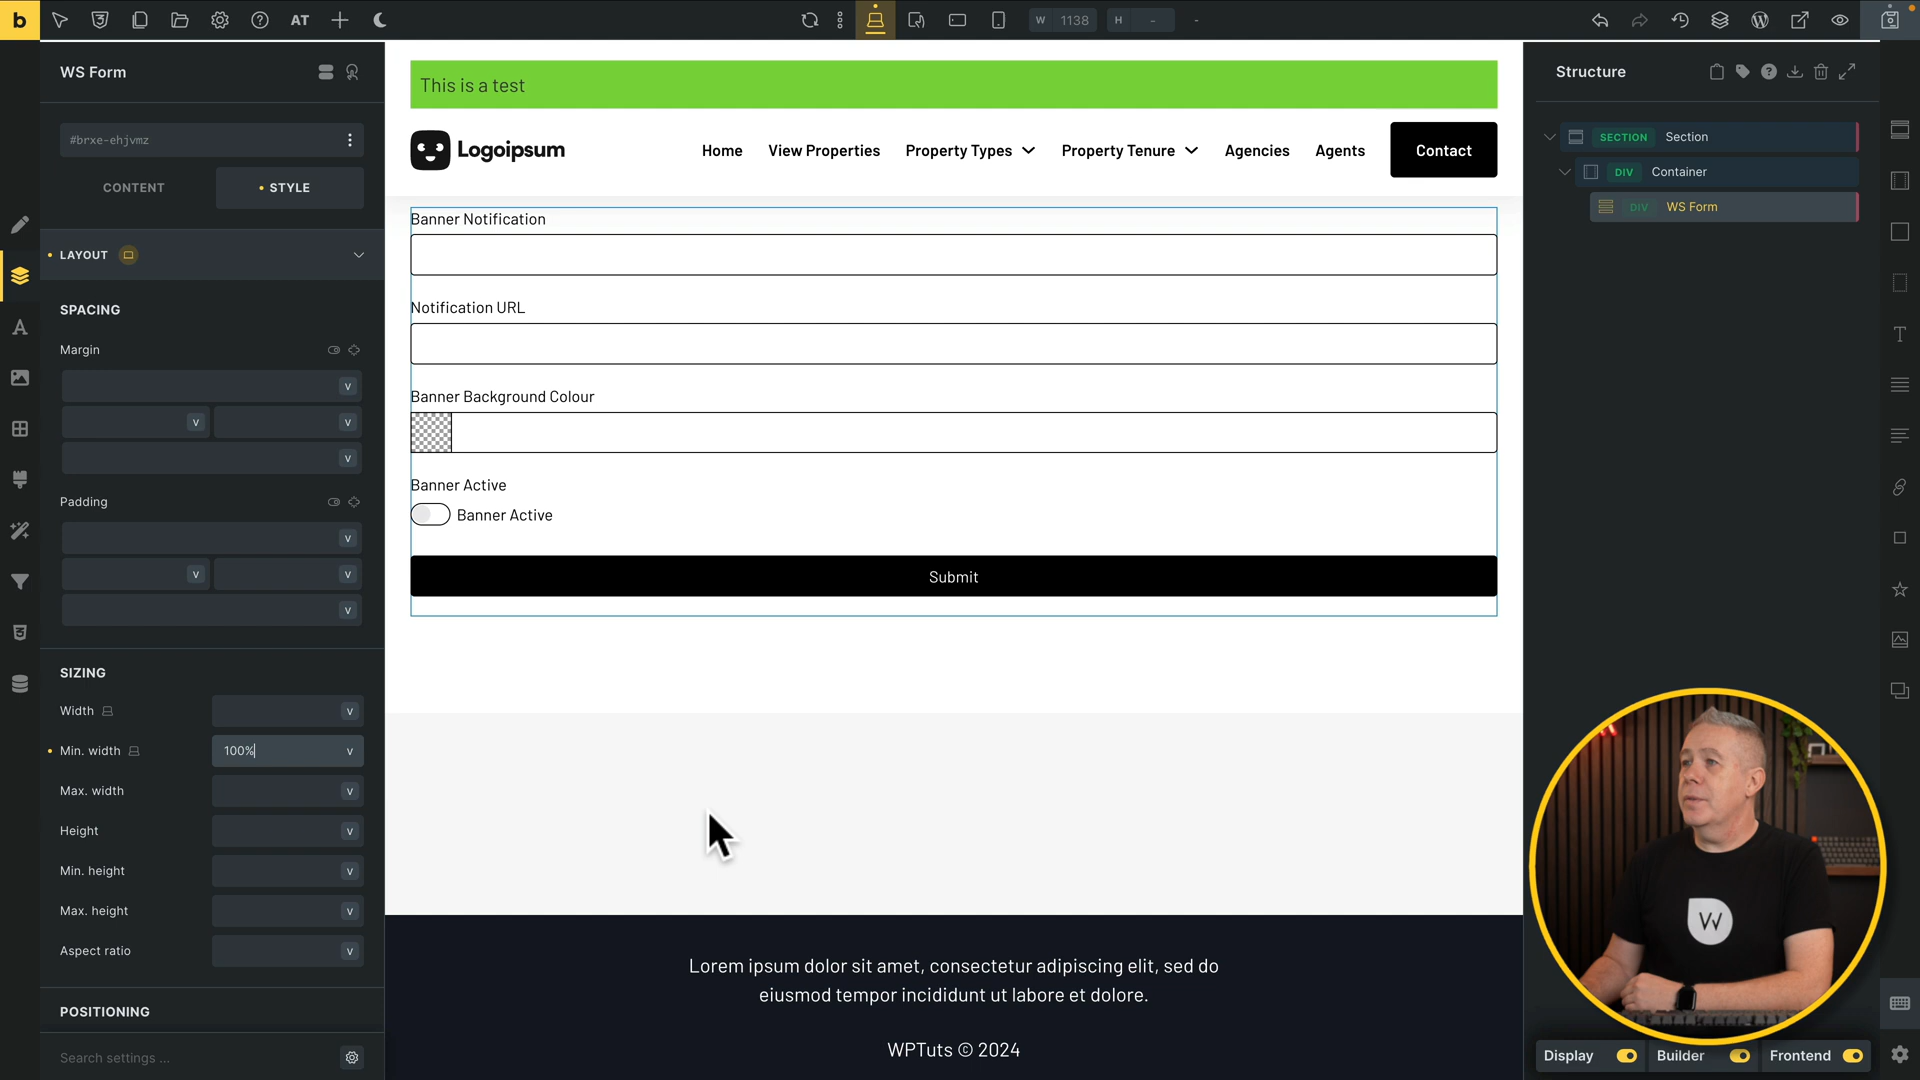 b
AT
W 1138
H -
-
WS Form
#brxe-ehjvmz
CONTENT
STYLE
LAYOUT
SPACING
Margin
v
v
v
v
Padding
v
v
v
v
SIZING
Width
v
Min. width
100%
v
Max. width
v
Height
v
Min. height
v
Max. height
v
Aspect ratio
v
POSITIONING
Search settings ...
This is a test
Logoipsum
Home
View Properties
Property Types
Property Tenure
Agencies
Agents
Contact
Banner Notification
Notification URL
Banner Background Colour
Banner Active
Banner Active
Submit
Lorem ipsum dolor sit amet, consectetur adipiscing elit, sed do
eiusmod tempor incididunt ut labore et dolore.
WPTuts © 2024
Structure
SECTION Section
DIV Container
DIV WS Form
W
Display
Builder
Frontend